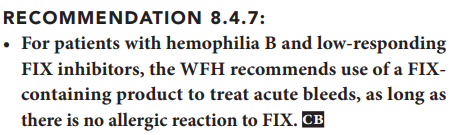 RECOMMENDATION 8.4.7:
• For patients with hemophilia B and low-responding
FIX inhibitors, the WFH recommends use of a FIX-
containing product to treat acute bleeds, as long as
there is no allergic reaction to FIX. CB